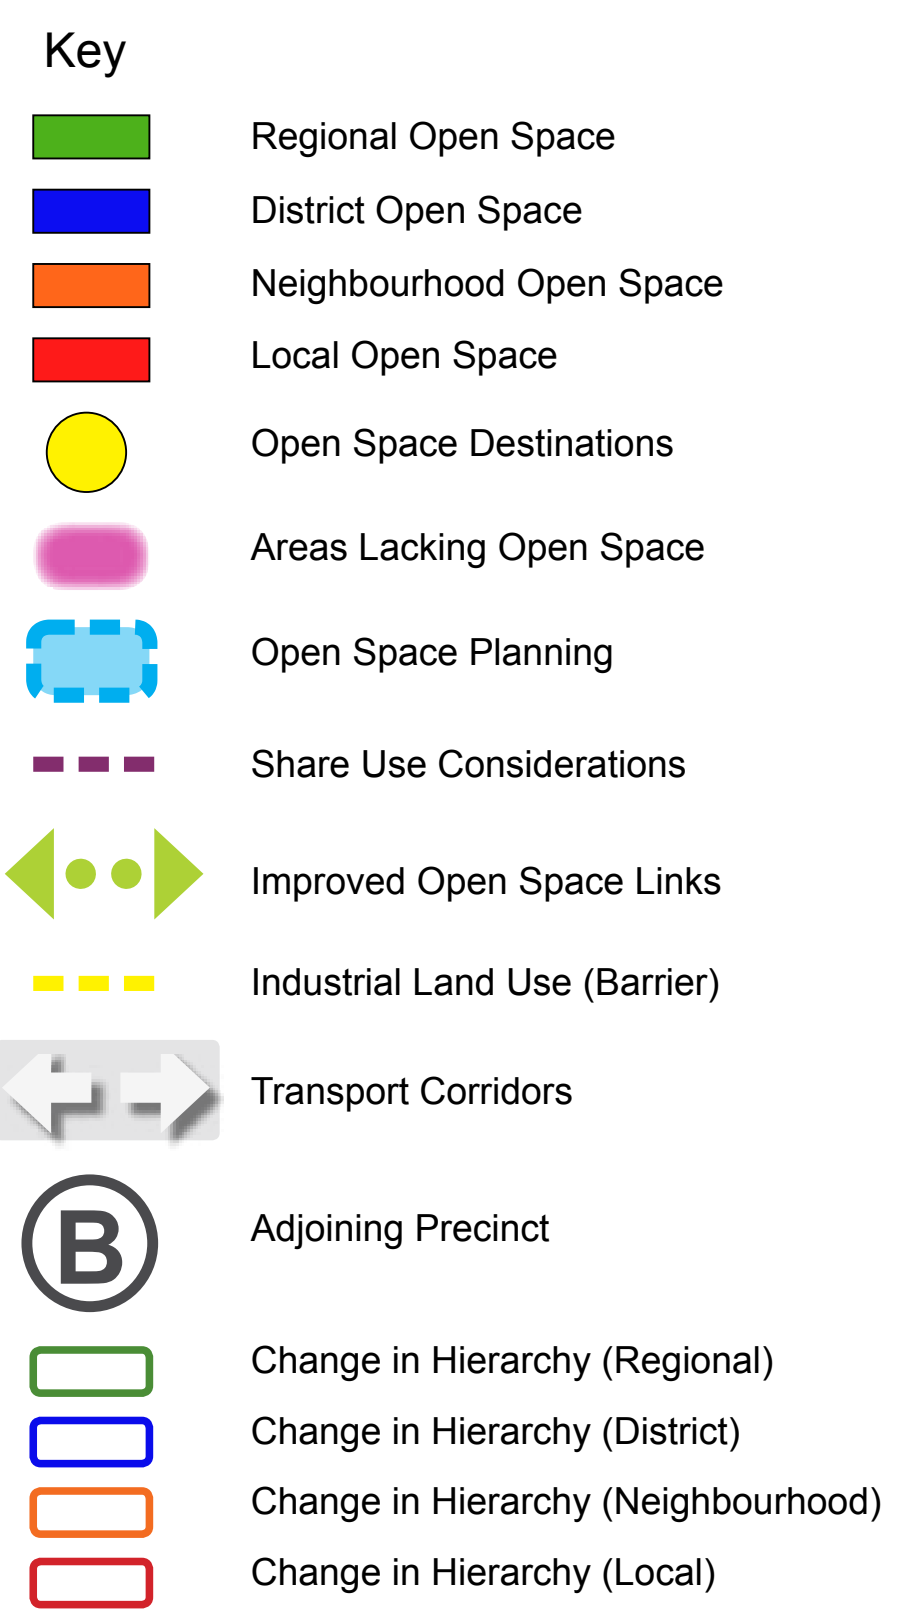 Key
Regional Open Space
District Open Space
Neighbourhood Open Space
Local Open Space
Open Space Destinations
Areas Lacking Open Space
Open Space Planning
Share Use Considerations
Improved Open Space Links
Industrial Land Use (Barrier)
Transport Corridors
B Adjoining Precinct
Change in Hierarchy (Regional)
Change in Hierarchy (District)
Change in Hierarchy (Neighbourhood)
Change in Hierarchy (Local)